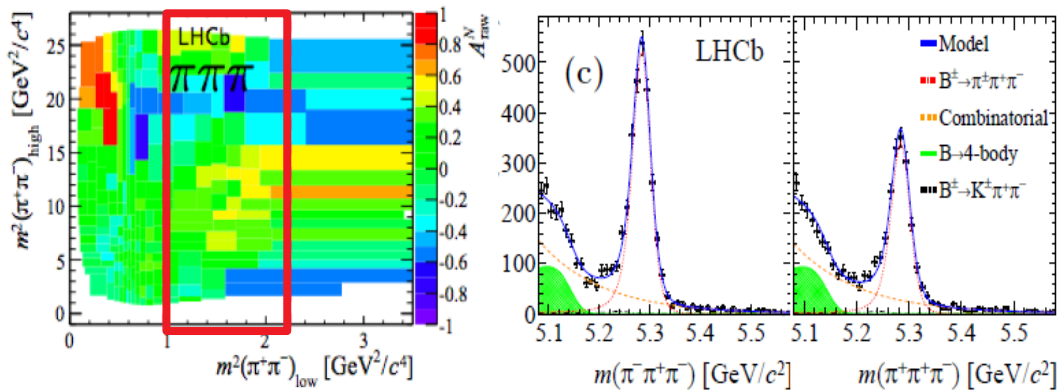 LHCb
πππ
m²(π⁺π⁻)high [GeV²/c⁴]
25
20
15
10
5
0
0
1
2
3
m²(π⁺π⁻)low [GeV²/c⁴]
1
0.8
0.6
0.4
0.2
0
-0.2
-0.4
-0.6
-0.8
-1
A^N_raw
500
400
300
200
100
0
(c)
LHCb
Model
B±→π±π⁺π⁻
Combinatorial
B→4-body
B±→K±π⁺π⁻
5.1 5.2 5.3 5.4 5.5
5.1 5.2 5.3 5.4 5.5
m(π⁻π⁺π⁻) [GeV/c²]
m(π⁺π⁺π⁻) [GeV/c²]